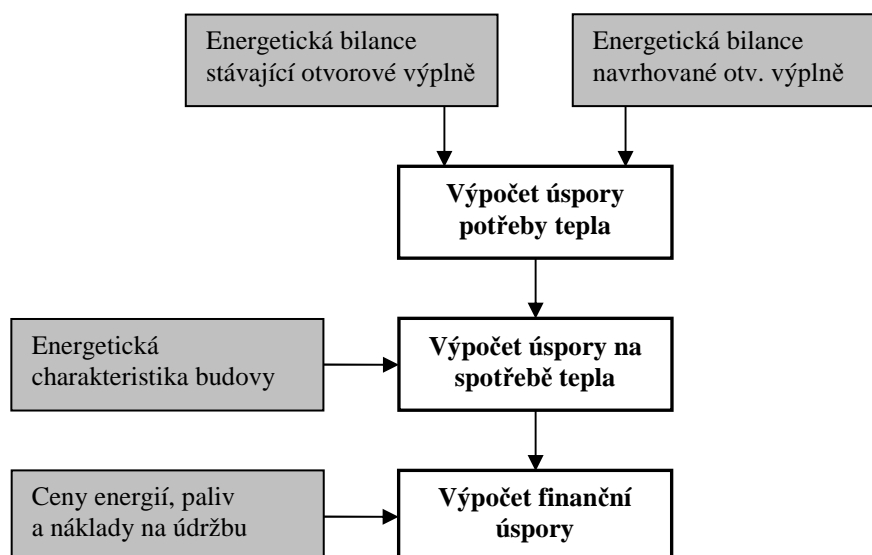 Energetická bilance
stávající otvorové výplně
Energetická bilance
navrhované otv. výplně
Výpočet úspory
potřeby tepla
Energetická
charakteristika budovy
Výpočet úspory na
spotřebě tepla
Ceny energií, paliv
a náklady na údržbu
Výpočet finanční
úspory